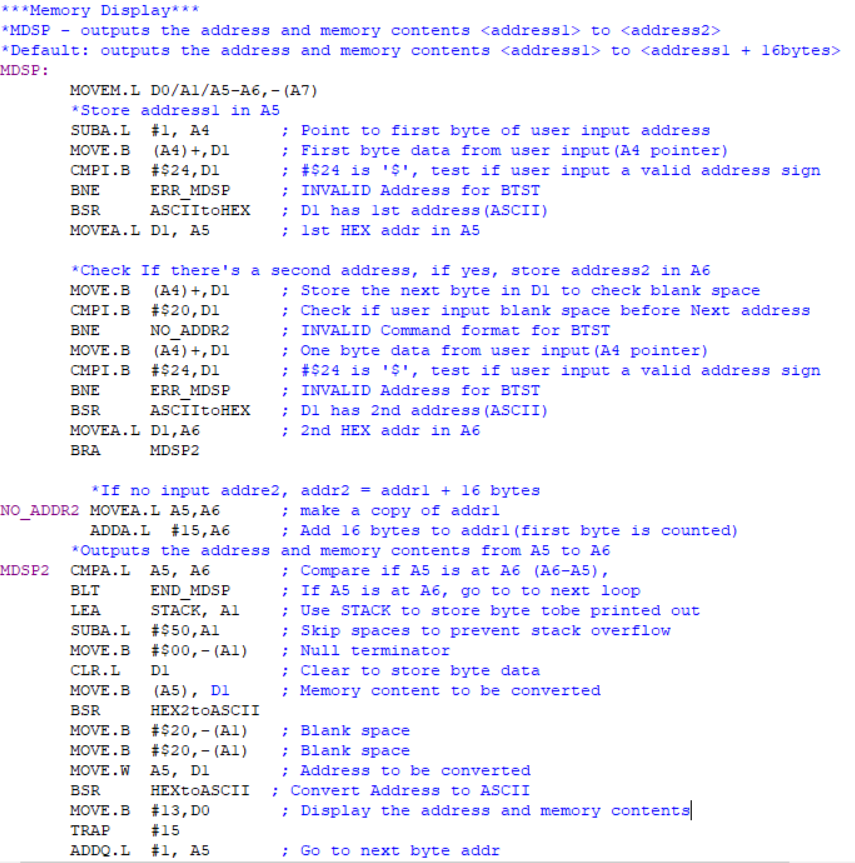 ***Memory Display***
*MDSP - outputs the address and memory contents <address1> to <address2>
*Default: outputs the address and memory contents <address1> to <address1 + 16bytes>
MDSP:
MOVEM.L D0/A1/A5-A6,-(A7)
*Store address1 in A5
SUBA.L #1, A4 ; Point to first byte of user input address
MOVE.B (A4)+,D1 ; First byte data from user input(A4 pointer)
CMPI.B #$24,D1 ; #$24 is '$', test if user input a valid address sign
BNE ERR_MDSP ; INVALID Address for BTST
BSR ASCIItoHEX ; D1 has 1st address(ASCII)
MOVEA.L D1, A5 ; 1st HEX addr in A5
*Check If there's a second address, if yes, store address2 in A6
MOVE.B (A4)+,D1 ; Store the next byte in D1 to check blank space
CMPI.B #$20,D1 ; Check if user input blank space before Next address
BNE NO_ADDR2 ; INVALID Command format for BTST
MOVE.B (A4)+,D1 ; One byte data from user input(A4 pointer)
CMPI.B #$24,D1 ; #$24 is '$', test if user input a valid address sign
BNE ERR_MDSP ; INVALID Address for BTST
BSR ASCIItoHEX ; D1 has 2nd address(ASCII)
MOVEA.L D1,A6 ; 2nd HEX addr in A6
BRA MDSP2
*If no input addre2, addr2 = addr1 + 16 bytes
NO_ADDR2 MOVEA.L A5,A6 ; make a copy of addr1
ADDA.L #15,A6 ; Add 16 bytes to addr1(first byte is counted)
*Outputs the address and memory contents from A5 to A6
MDSP2 CMPA.L A5, A6 ; Compare if A5 is at A6 (A6-A5),
BLT END_MDSP ; If A5 is at A6, go to to next loop
LEA STACK, A1 ; Use STACK to store byte tobe printed out
SUBA.L #$50,A1 ; Skip spaces to prevent stack overflow
MOVE.B #$00,-(A1) ; Null terminator
CLR.L D1 ; Clear to store byte data
MOVE.B (A5), D1 ; Memory content to be converted
BSR HEX2toASCII
MOVE.B #$20,-(A1) ; Blank space
MOVE.B #$20,-(A1) ; Blank space
MOVE.W A5, D1 ; Address to be converted
BSR HEXtoASCII ; Convert Address to ASCII
MOVE.B #13,D0 ; Display the address and memory contents
TRAP #15
ADDQ.L #1, A5 ; Go to next byte addr